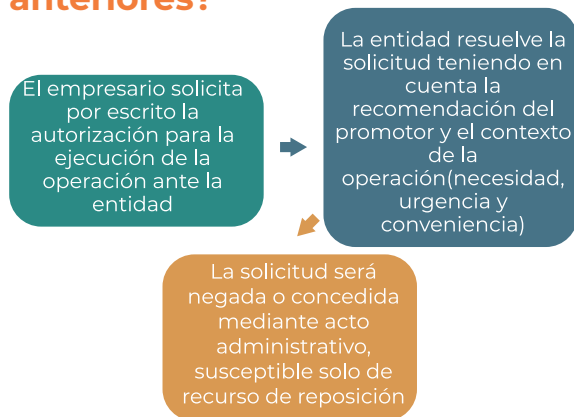 anteriores?
El empresario solicita
por escrito la
autorización para la
ejecución de la
operación ante la
entidad
La entidad resuelve la
solicitud teniendo en
cuenta la
recomendación del
promotor y el contexto
de la
operación(necesidad,
urgencia y
conveniencia)
La solicitud será
negada o concedida
mediante acto
administrativo,
susceptible solo de
recurso de reposición